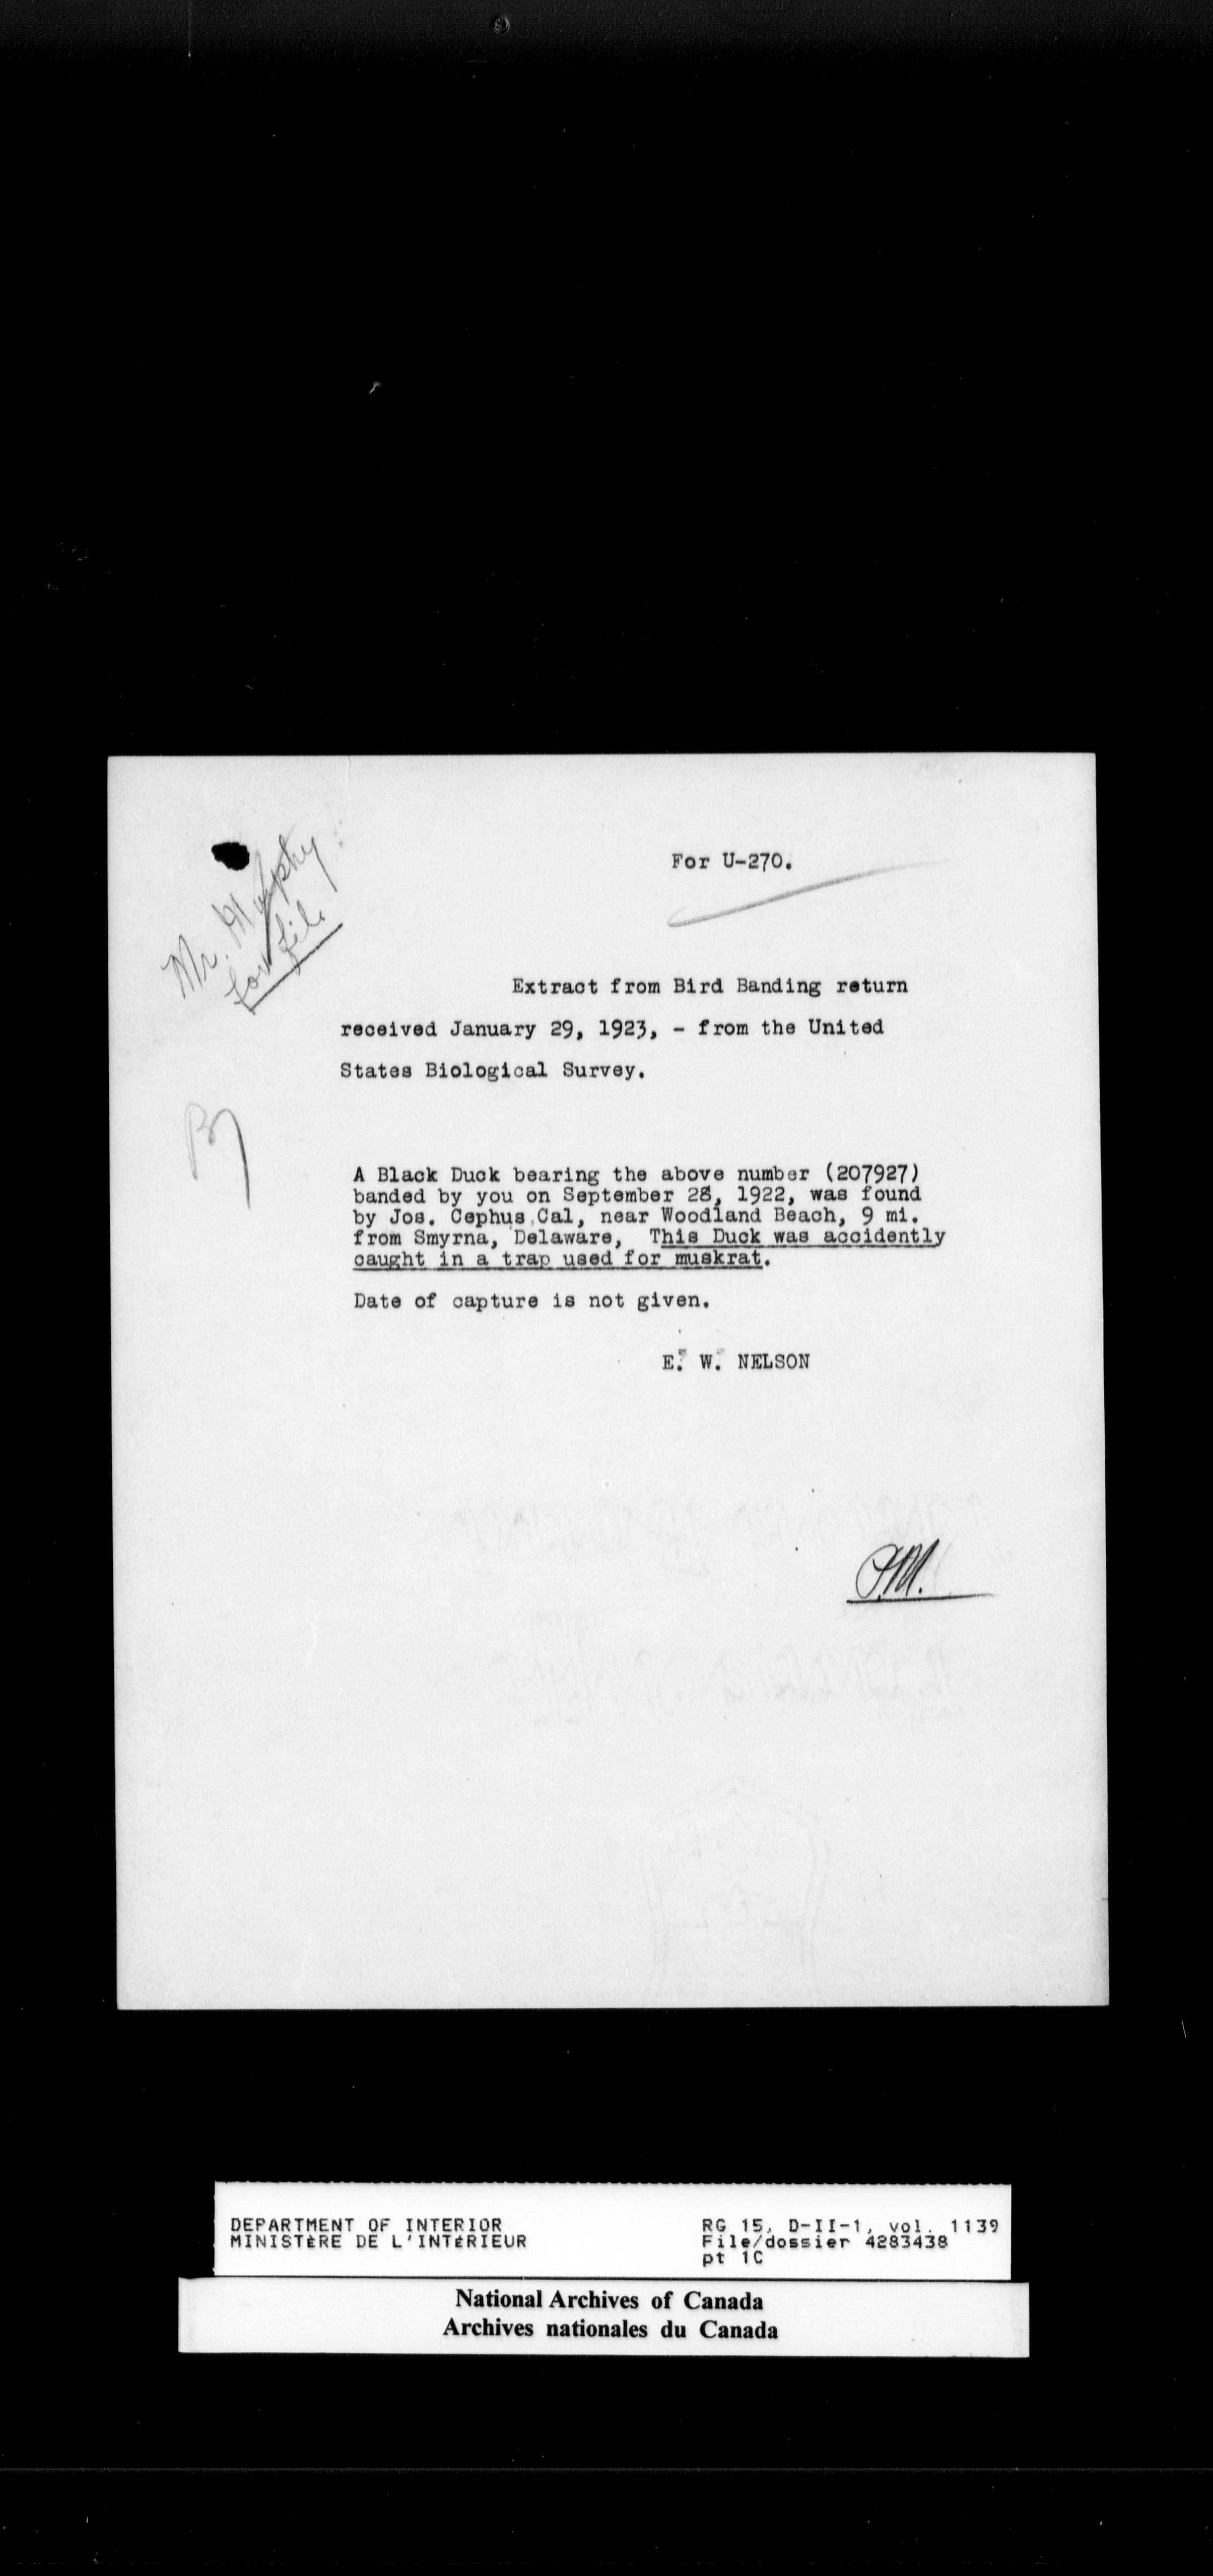 Mr. Murphy
for file
For U-270.
Extract from Bird Banding return
received January 29, 1923, - from the United
States Biological Survey.
A Black Duck bearing the above number (207927)
banded by you on September 28, 1922, was found
by Jos. Cephus Cal, near Woodland Beach, 9 mi.
from Smyrna, Delaware, This Duck was accidently
caught in a trap used for muskrat.
Date of capture is not given.
E. W. NELSON
DEPARTMENT OF INTERIOR
MINISTÈRE DE L'INTÉRIEUR
RG 15, D-II-1, vol. 1139
File/dossier 4283438
pt 1C
National Archives of Canada
Archives nationales du Canada